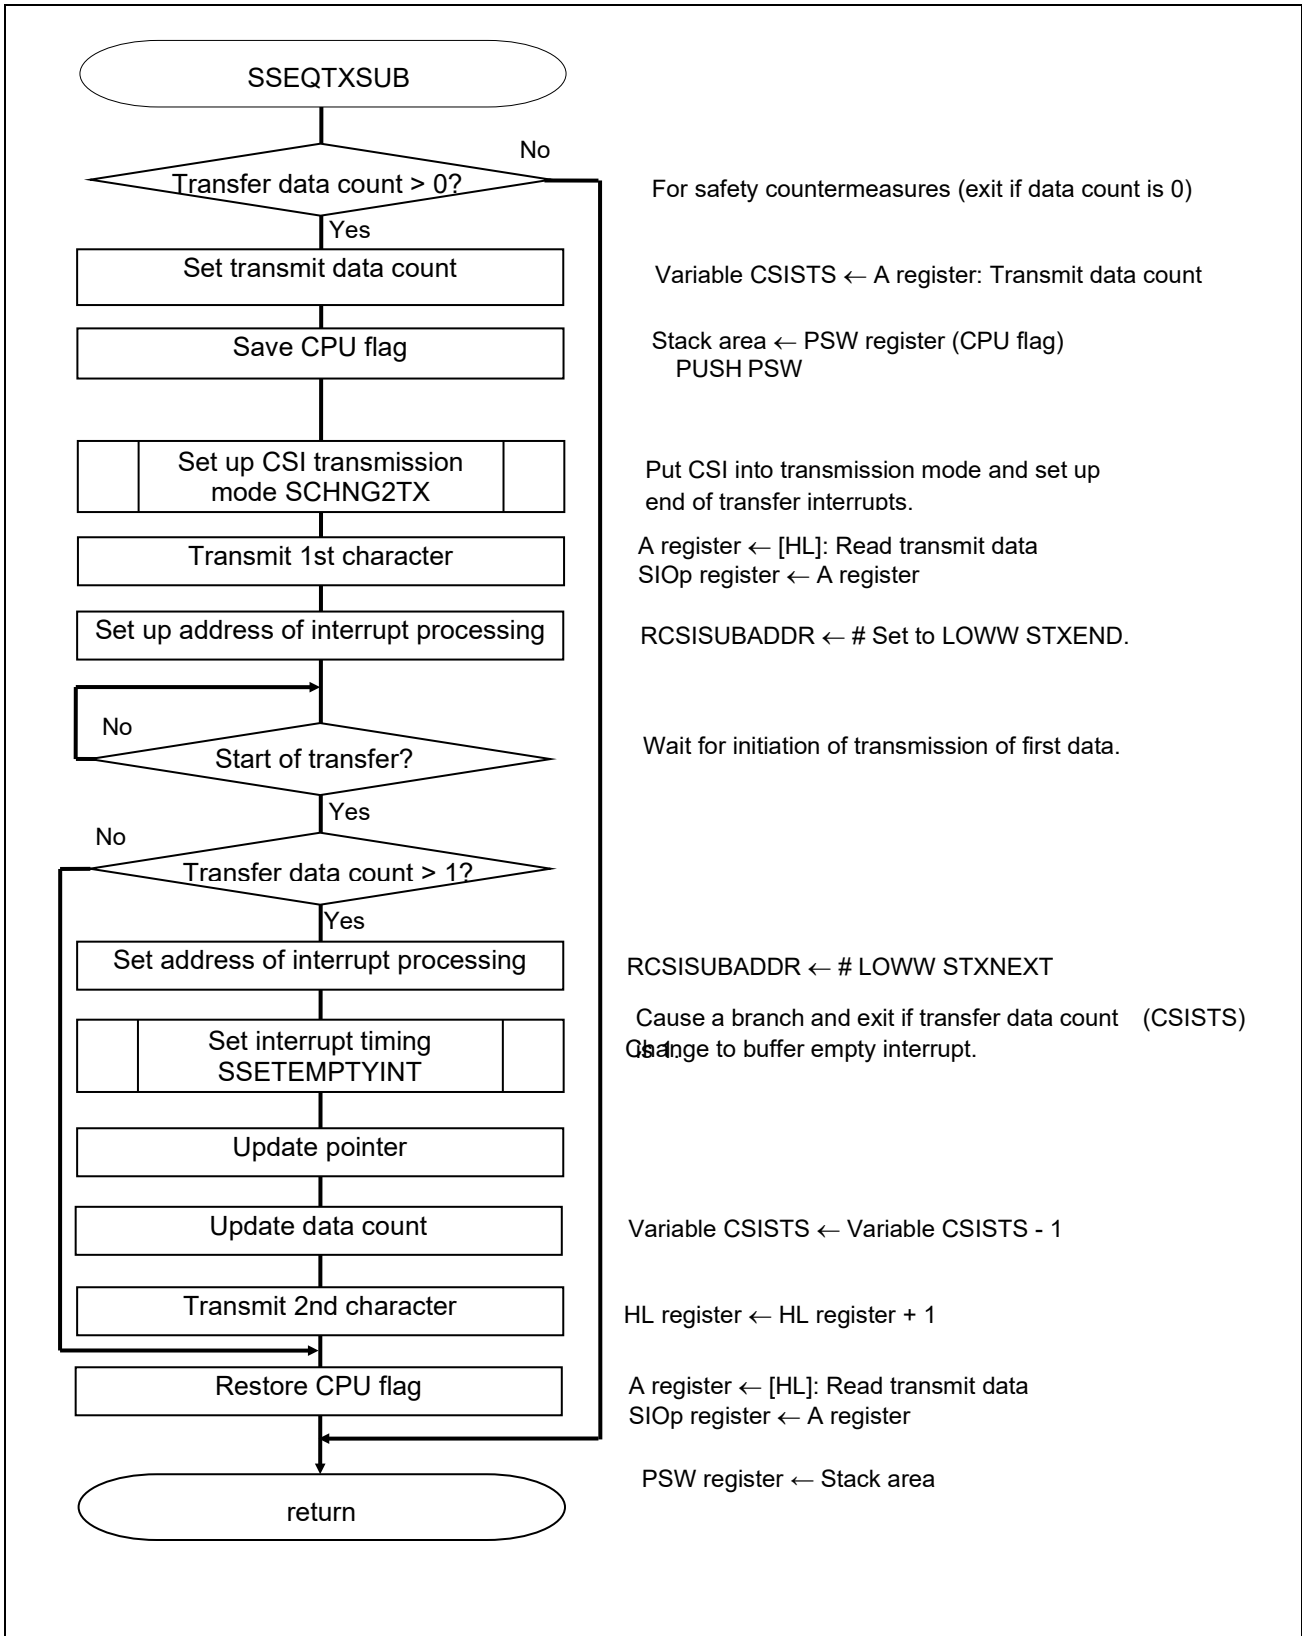 SSEQTXSUB
No
Transfer data count > 0?
For safety countermeasures (exit if data count is 0)
Yes
Set transmit data count
Variable CSISTS ← A register: Transmit data count
Save CPU flag
Stack area ← PSW register (CPU flag)
PUSH PSW
Set up CSI transmission
mode SCHNG2TX
Put CSI into transmission mode and set up
end of transfer interrupts.
Transmit 1st character
A register ← [HL]: Read transmit data
SIOp register ← A register
Set up address of interrupt processing
RCSISUBADDR ← # Set to LOWW STXEND.
No
Start of transfer?
Wait for initiation of transmission of first data.
Yes
No
Transfer data count > 1?
Yes
Set address of interrupt processing
RCSISUBADDR ← # LOWW STXNEXT
Cause a branch and exit if transfer data count (CSISTS)
is 1.
Change to buffer empty interrupt.
Set interrupt timing
SSETEMPTYINT
Update pointer
Update data count
Variable CSISTS ← Variable CSISTS - 1
Transmit 2nd character
HL register ← HL register + 1
Restore CPU flag
A register ← [HL]: Read transmit data
SIOp register ← A register
PSW register ← Stack area
return